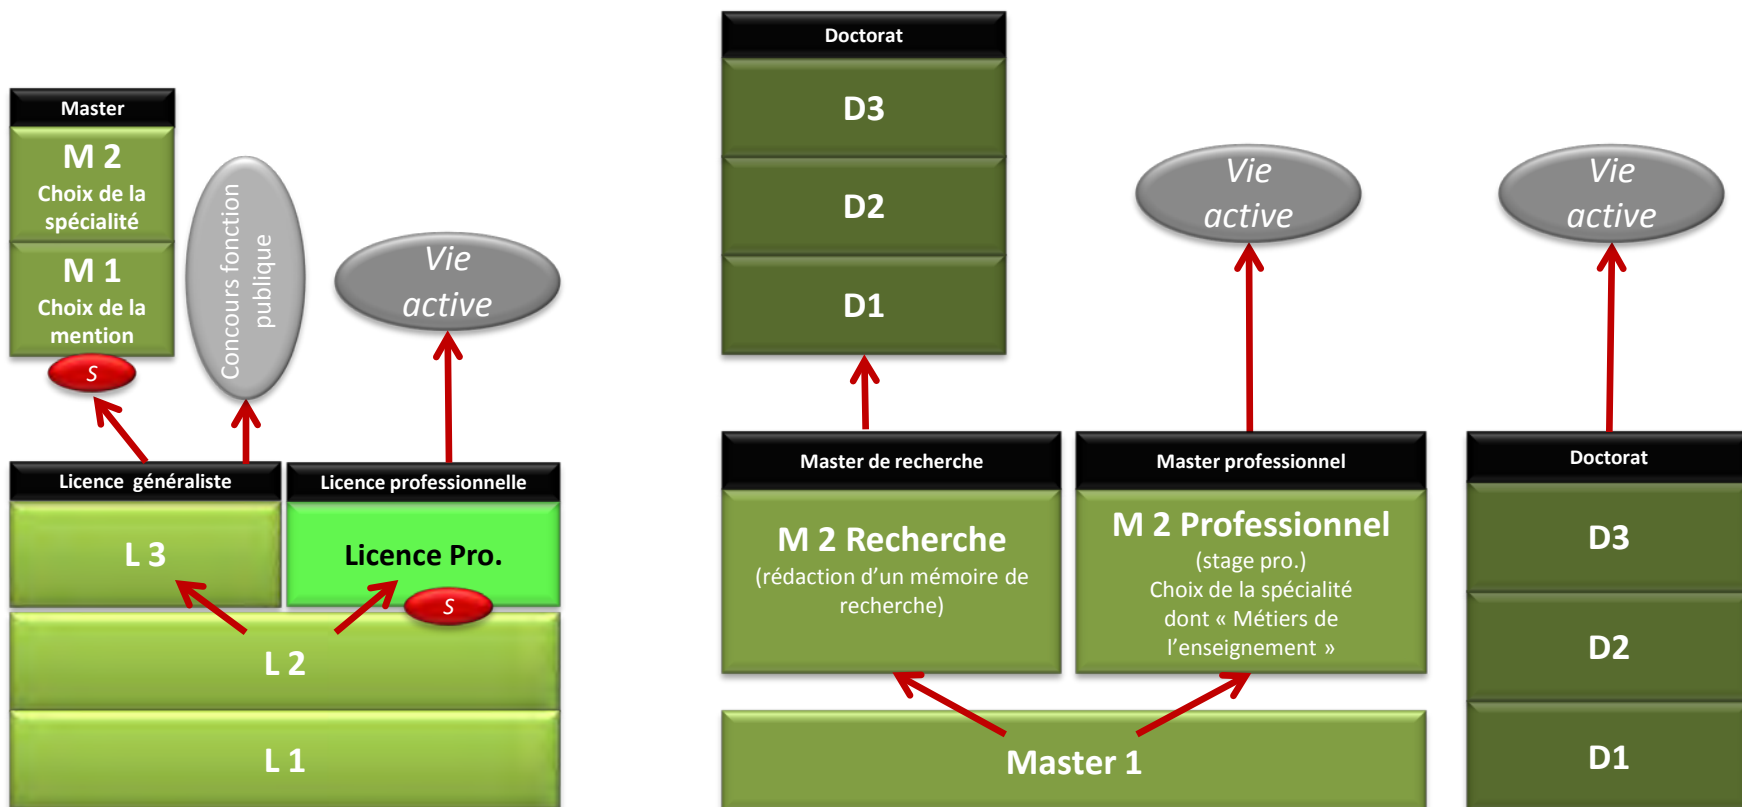 Master
M 2
Choix de la
spécialité
M 1
Choix de la
mention
S
Concours fonction
publique
Vie
active
Licence généraliste
Licence professionnelle
L 3
Licence Pro.
S
L 2
L 1
Doctorat
D3
D2
D1
Vie
active
Master de recherche
Master professionnel
M 2 Recherche
(rédaction d’un mémoire de
recherche)
M 2 Professionnel
(stage pro.)
Choix de la spécialité
dont « Métiers de
l’enseignement »
Master 1
Vie
active
Doctorat
D3
D2
D1